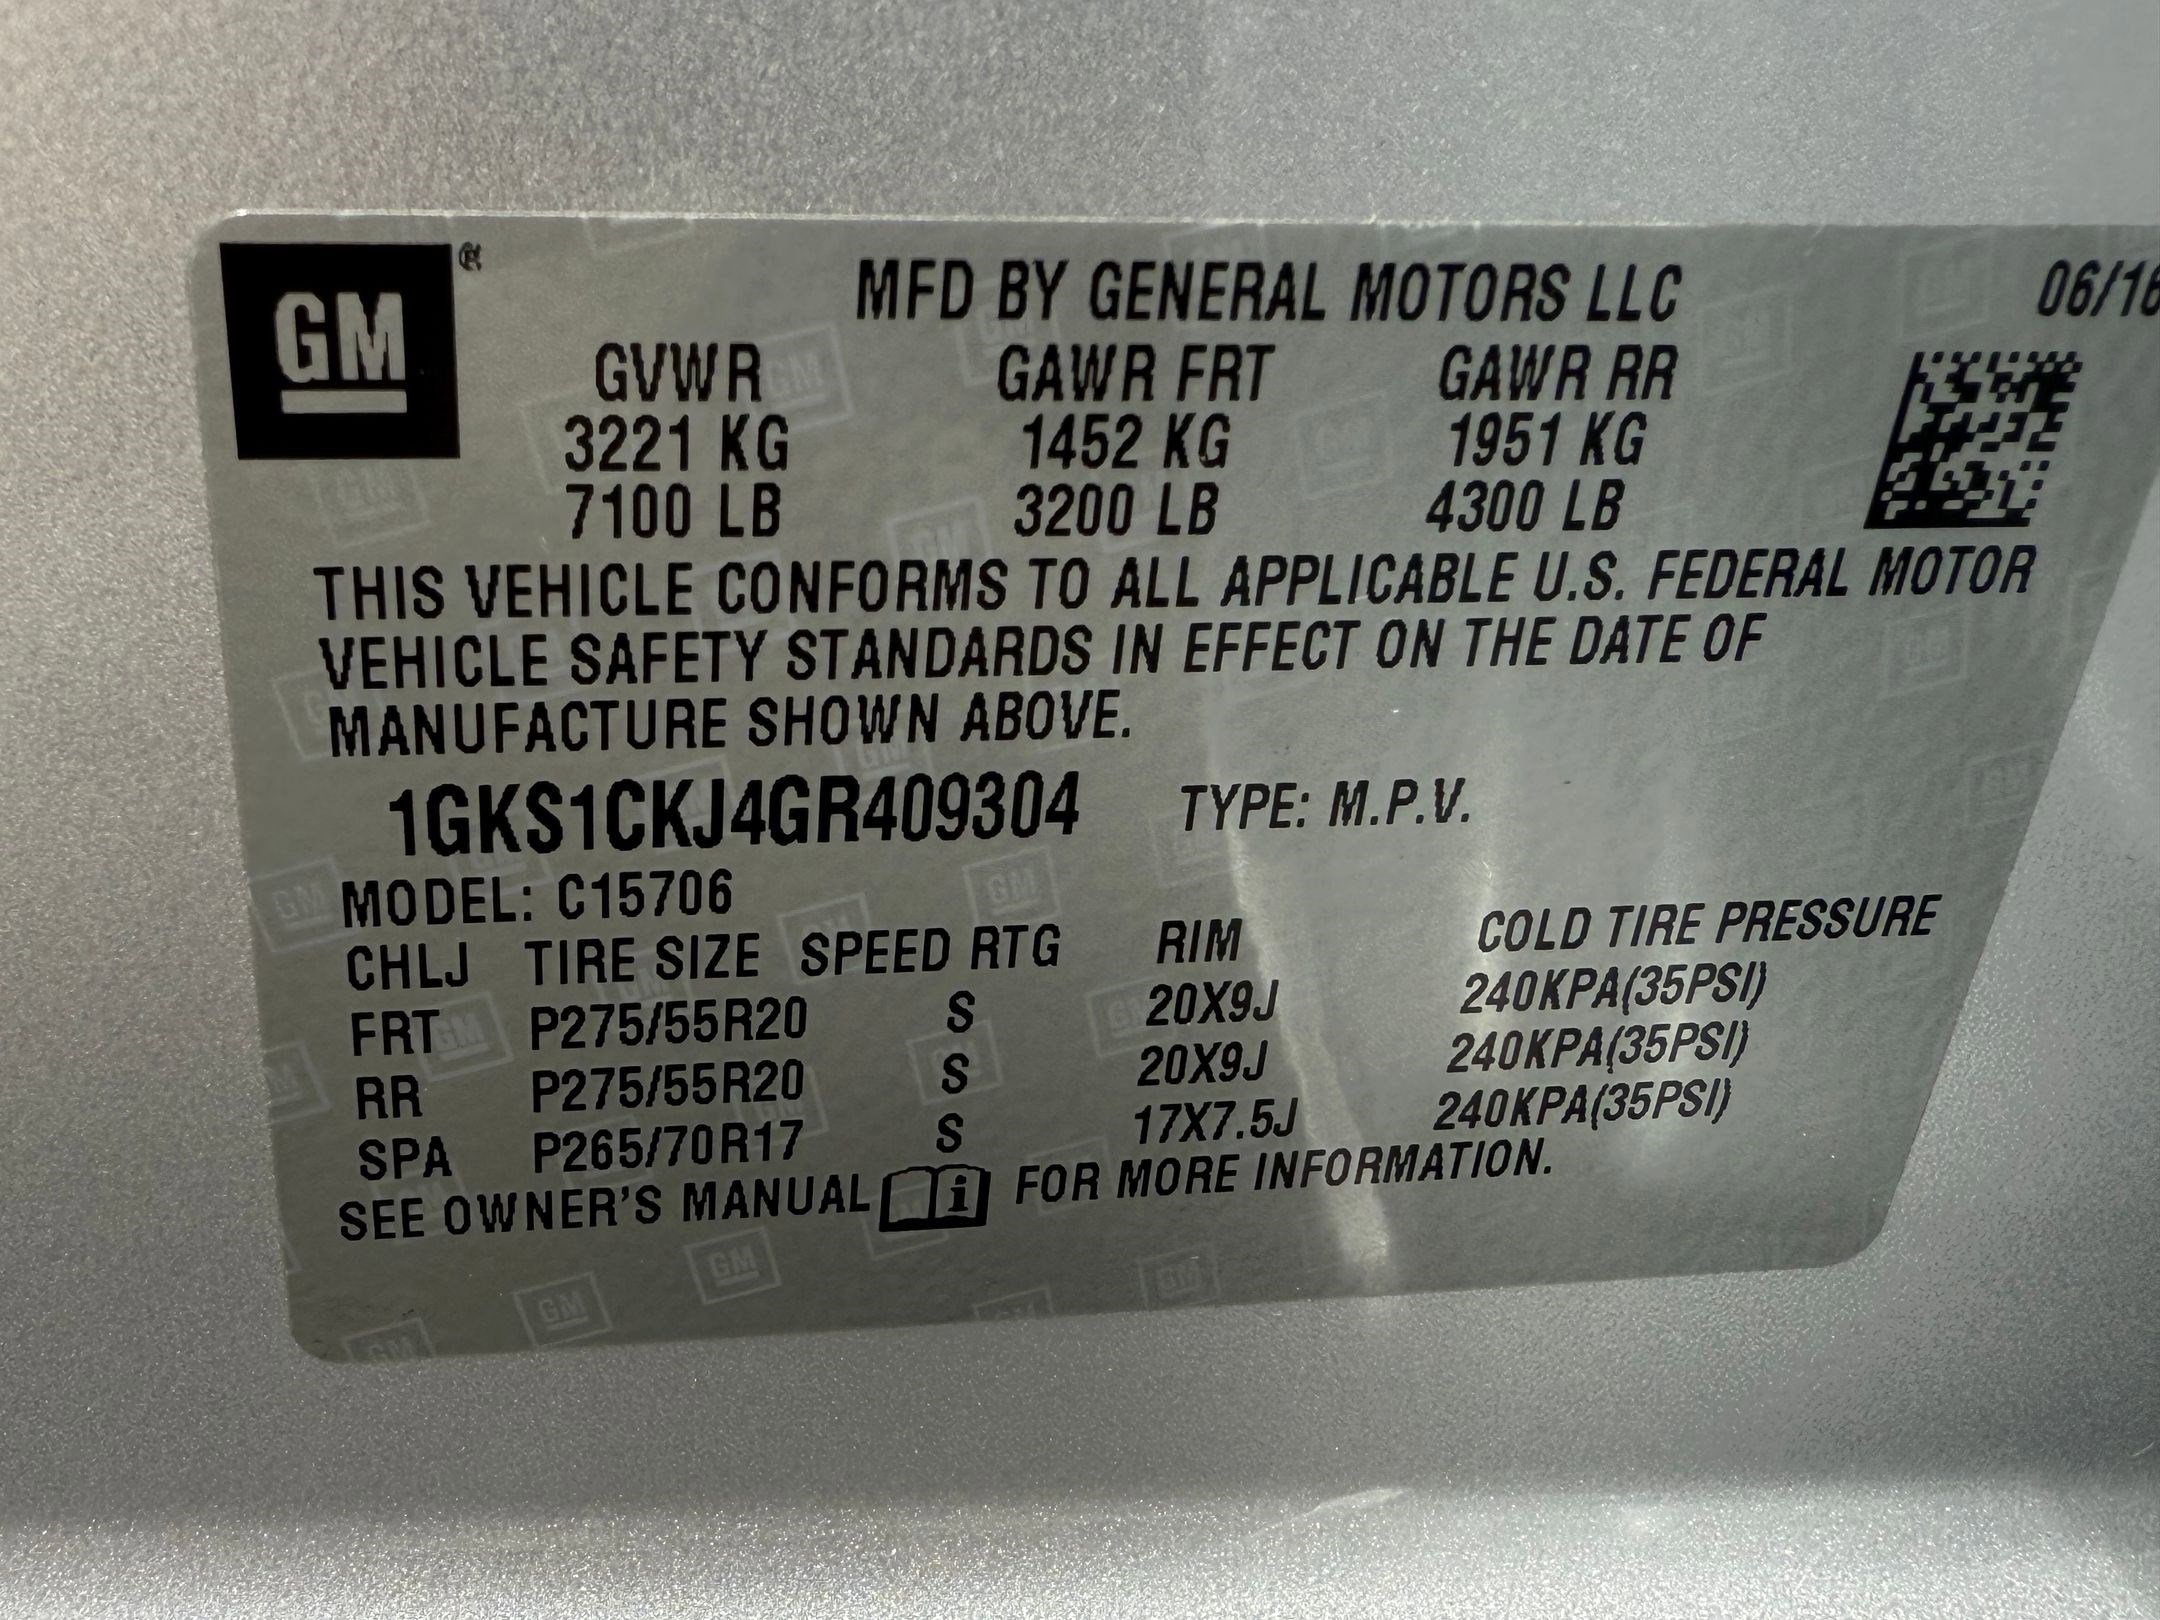 GM
MFD BY GENERAL MOTORS LLC 06/16
GVWR GAWR FRT GAWR RR
3221 KG 1452 KG 1951 KG
7100 LB 3200 LB 4300 LB
THIS VEHICLE CONFORMS TO ALL APPLICABLE U.S. FEDERAL MOTOR
VEHICLE SAFETY STANDARDS IN EFFECT ON THE DATE OF
MANUFACTURE SHOWN ABOVE.
1GKS1CKJ4GR409304 TYPE: M.P.V.
MODEL: C15706
CHLJ TIRE SIZE SPEED RTG RIM COLD TIRE PRESSURE
FRT P275/55R20 S 20X9J 240KPA(35PSI)
RR P275/55R20 S 20X9J 240KPA(35PSI)
SPA P265/70R17 S 17X7.5J 240KPA(35PSI)
SEE OWNER'S MANUAL i FOR MORE INFORMATION.